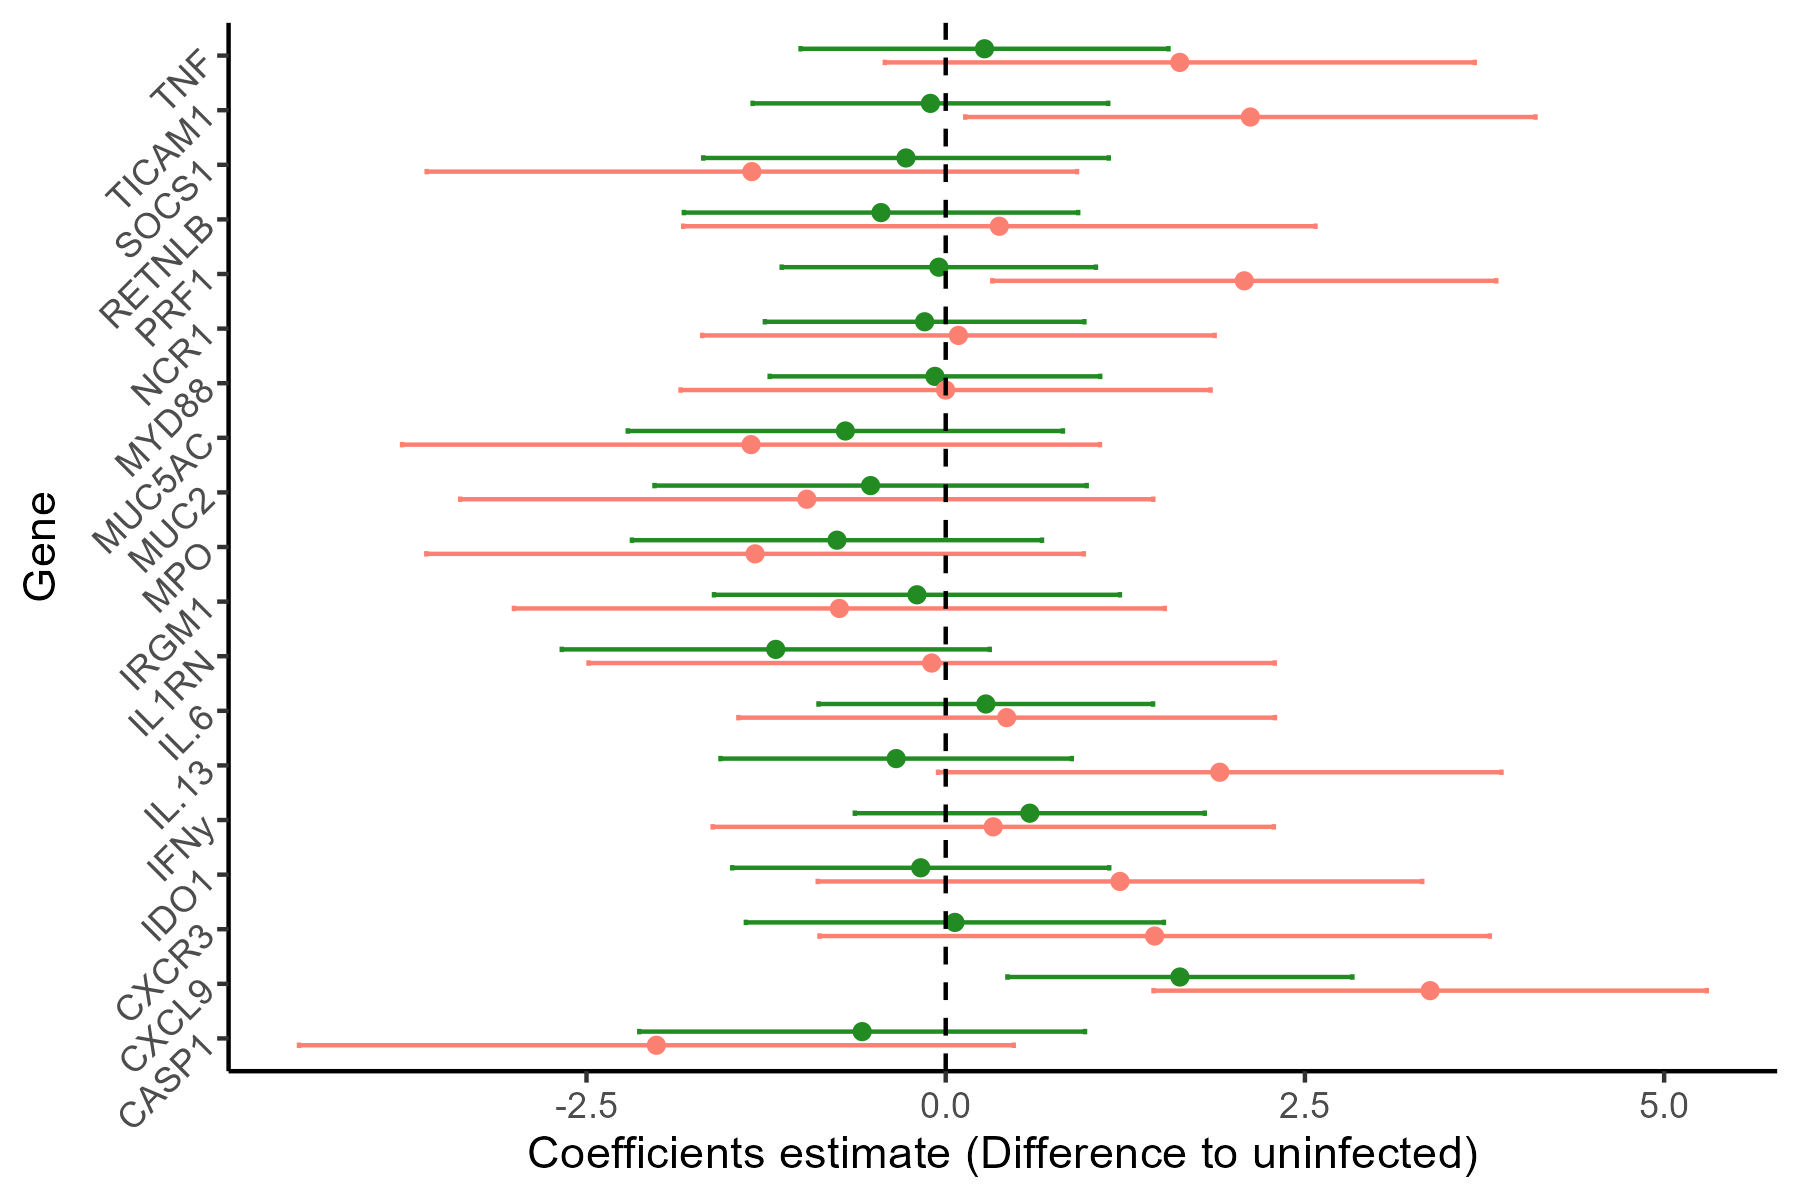 TNF
TICAM1
SOCS1
RETNLB
PRF1
NCR1
MYD88
MUC5AC
MUC2
MPO
IRGM1
IL1RN
IL.6
IL.13
IFNy
IDO1
CXCR3
CXCL9
CASP1
Gene
-2.5 0.0 2.5 5.0
Coefficients estimate (Difference to uninfected)